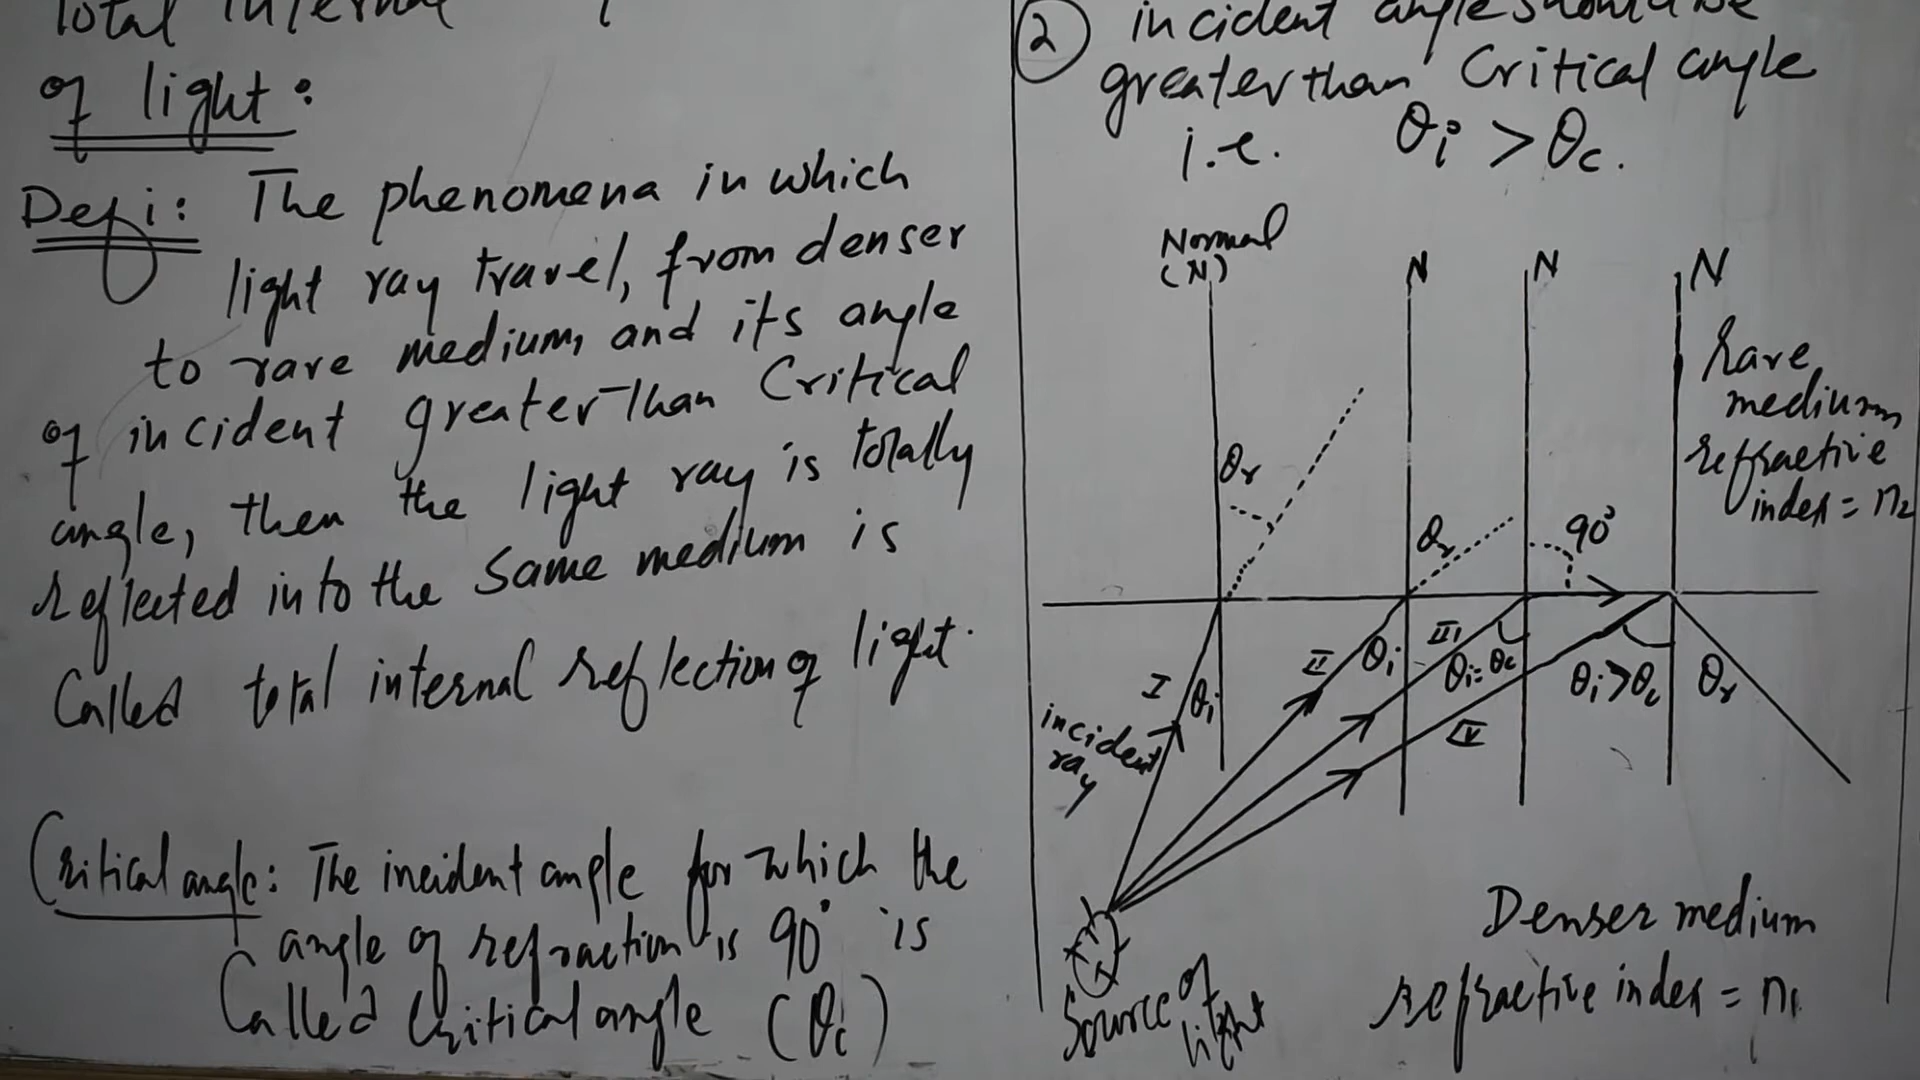 Total internal
of light:
Defi: The phenomena in which
light ray travel, from denser
to rare medium, and its angle
of incident greater than Critical
angle, then the light ray is totally
reflected into the same medium is
Called total internal reflection of light.
Critical angle: The incident angle for which the
angle of refraction is 90° is
Called Critical angle (θc)
2 incident angle should be
greater than Critical angle
i.e. θi > θc.
Normal
(N)
N
N
N
rare
medium
refractive
index = n2
θr
θr
90°
I
θi
II
θi
III
θi = θc
IV
θi > θc
θr
incident
ray
Source of
light
Denser medium
refractive index = n1